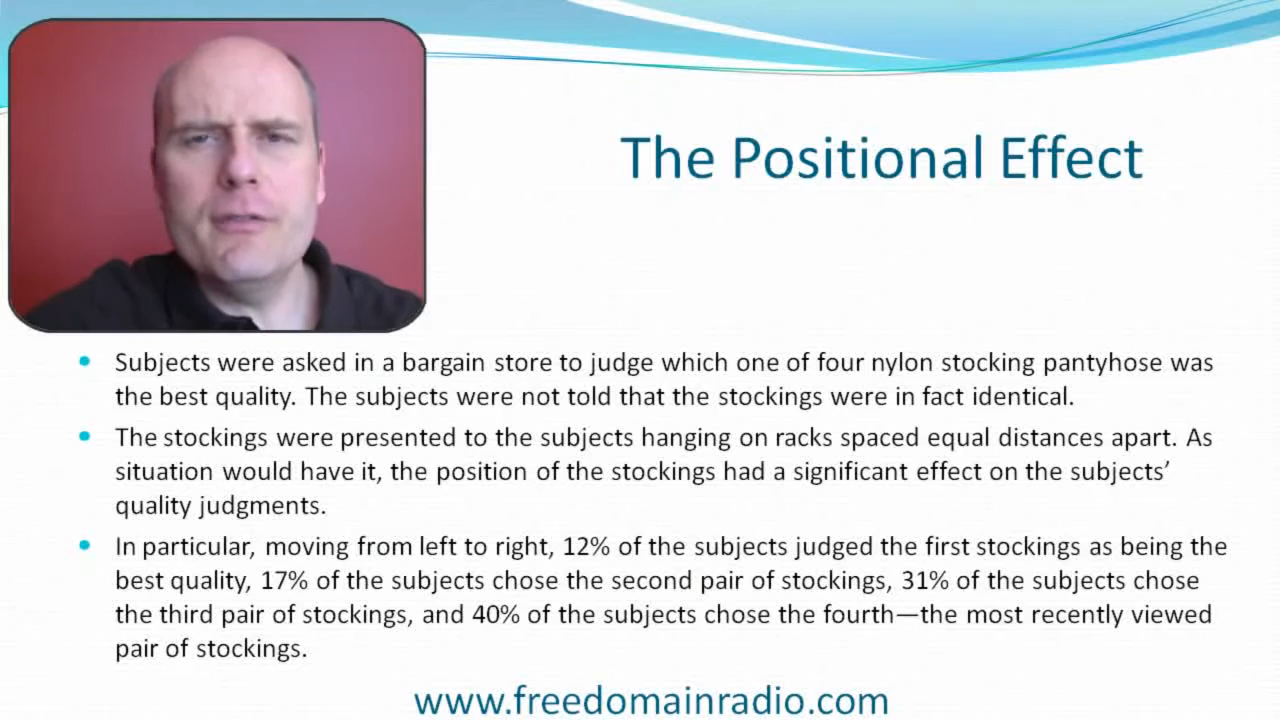 The Positional Effect
Subjects were asked in a bargain store to judge which one of four nylon stocking pantyhose was
the best quality. The subjects were not told that the stockings were in fact identical.
The stockings were presented to the subjects hanging on racks spaced equal distances apart. As
situation would have it, the position of the stockings had a significant effect on the subjects’
quality judgments.
In particular, moving from left to right, 12% of the subjects judged the first stockings as being the
best quality, 17% of the subjects chose the second pair of stockings, 31% of the subjects chose
the third pair of stockings, and 40% of the subjects chose the fourth—the most recently viewed
pair of stockings.
www.freedomainradio.com